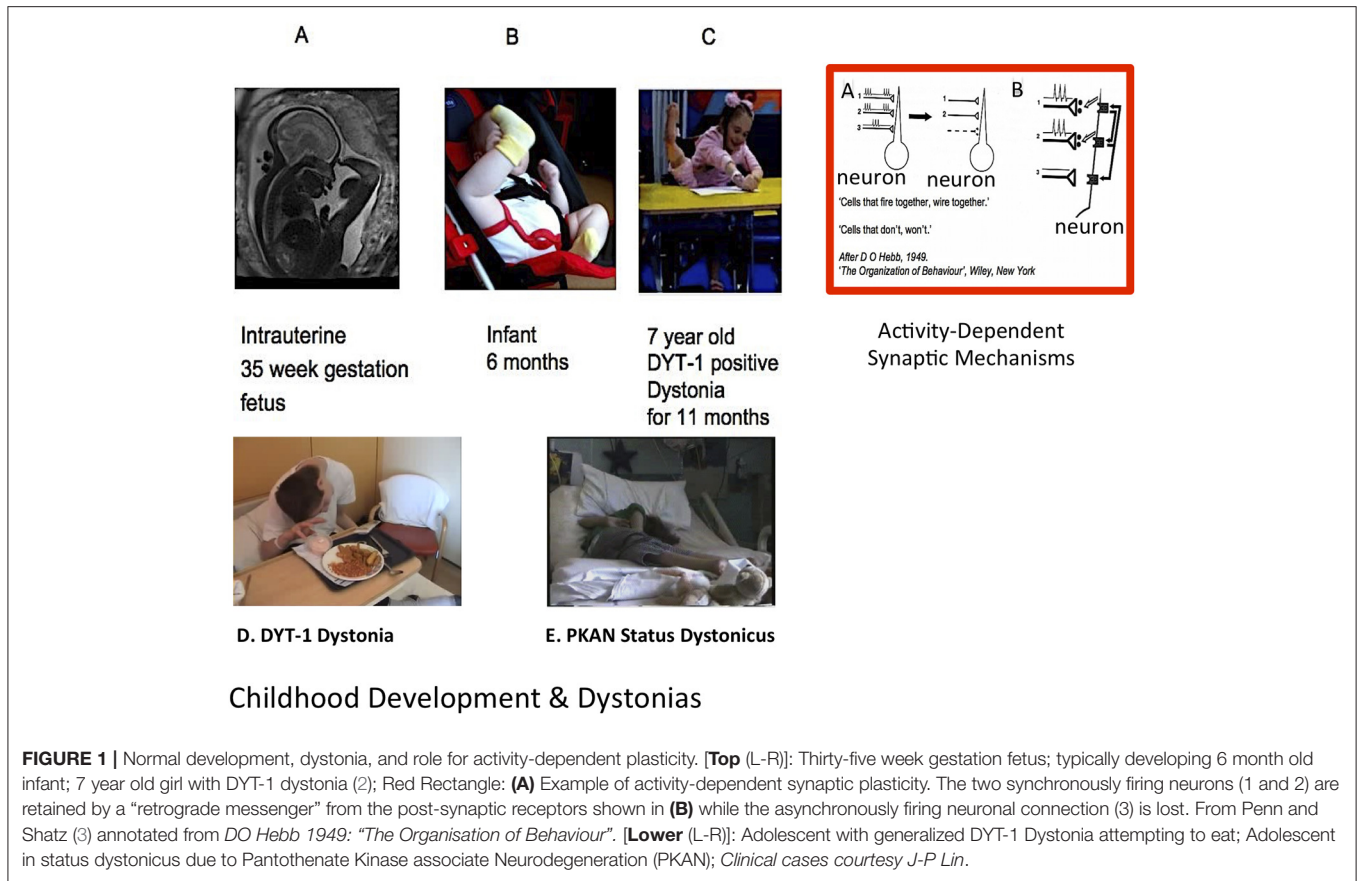 A
B
C
A
B
1
2
3
1
2
1
2
3
neuron
neuron
neuron
'Cells that fire together, wire together.'
'Cells that don't, won't.'
After D O Hebb, 1949.
'The Organization of Behaviour', Wiley, New York
Intrauterine
35 week gestation
fetus
Infant
6 months
7 year old
DYT-1 positive
Dystonia
for 11 months
Activity-Dependent
Synaptic Mechanisms
D. DYT-1 Dystonia
E. PKAN Status Dystonicus
Childhood Development & Dystonias
FIGURE 1 | Normal development, dystonia, and role for activity-dependent plasticity. [Top (L-R)]: Thirty-five week gestation fetus; typically developing 6 month old
infant; 7 year old girl with DYT-1 dystonia (2); Red Rectangle: (A) Example of activity-dependent synaptic plasticity. The two synchronously firing neurons (1 and 2) are
retained by a "retrograde messenger" from the post-synaptic receptors shown in (B) while the asynchronously firing neuronal connection (3) is lost. From Penn and
Shatz (3) annotated from DO Hebb 1949: "The Organisation of Behaviour". [Lower (L-R)]: Adolescent with generalized DYT-1 Dystonia attempting to eat; Adolescent
in status dystonicus due to Pantothenate Kinase associate Neurodegeneration (PKAN); Clinical cases courtesy J-P Lin.